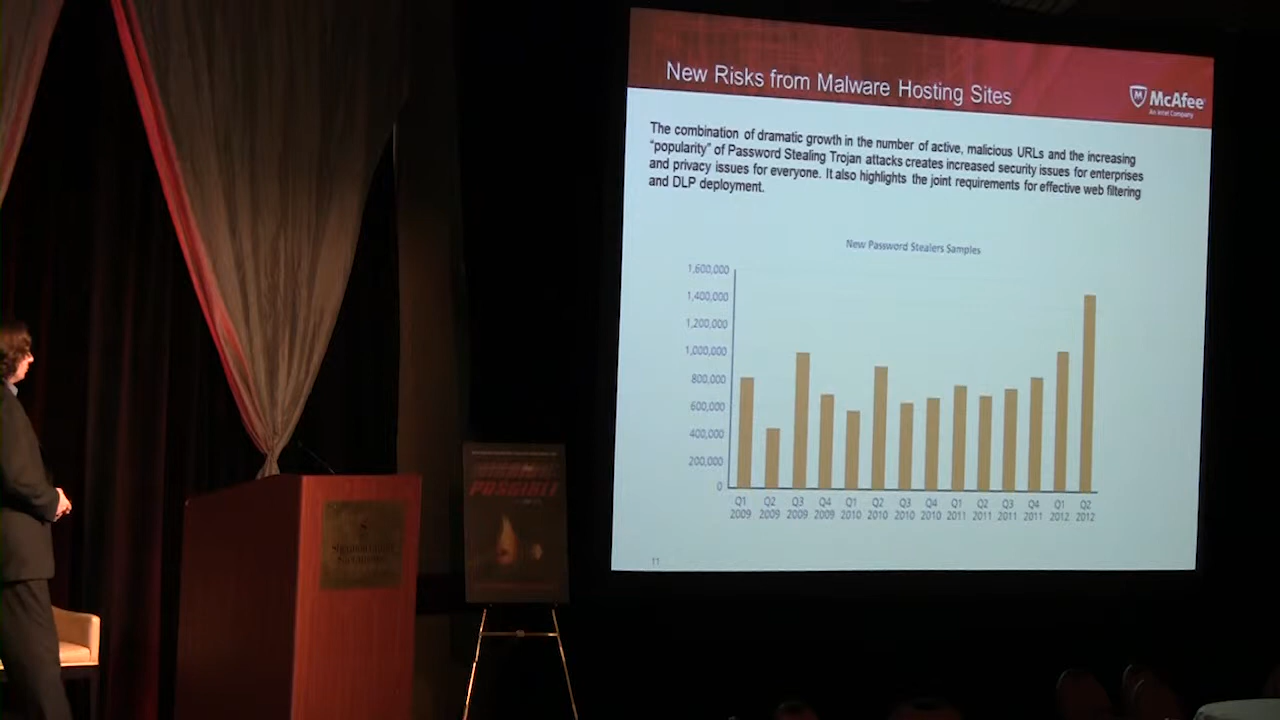 New Risks from Malware Hosting Sites
McAfee
An Intel Company
The combination of dramatic growth in the number of active, malicious URLs and the increasing
"popularity" of Password Stealing Trojan attacks creates increased security issues for enterprises
and privacy issues for everyone. It also highlights the joint requirements for effective web filtering
and DLP deployment.
New Password Stealers Samples
1,600,000
1,400,000
1,200,000
1,000,000
800,000
600,000
400,000
200,000
0
Q1 Q2 Q3 Q4 Q1 Q2 Q3 Q4 Q1 Q2 Q3 Q4 Q1 Q2
2009 2009 2009 2009 2010 2010 2010 2010 2011 2011 2011 2011 2012 2012
11
POSSIBLE